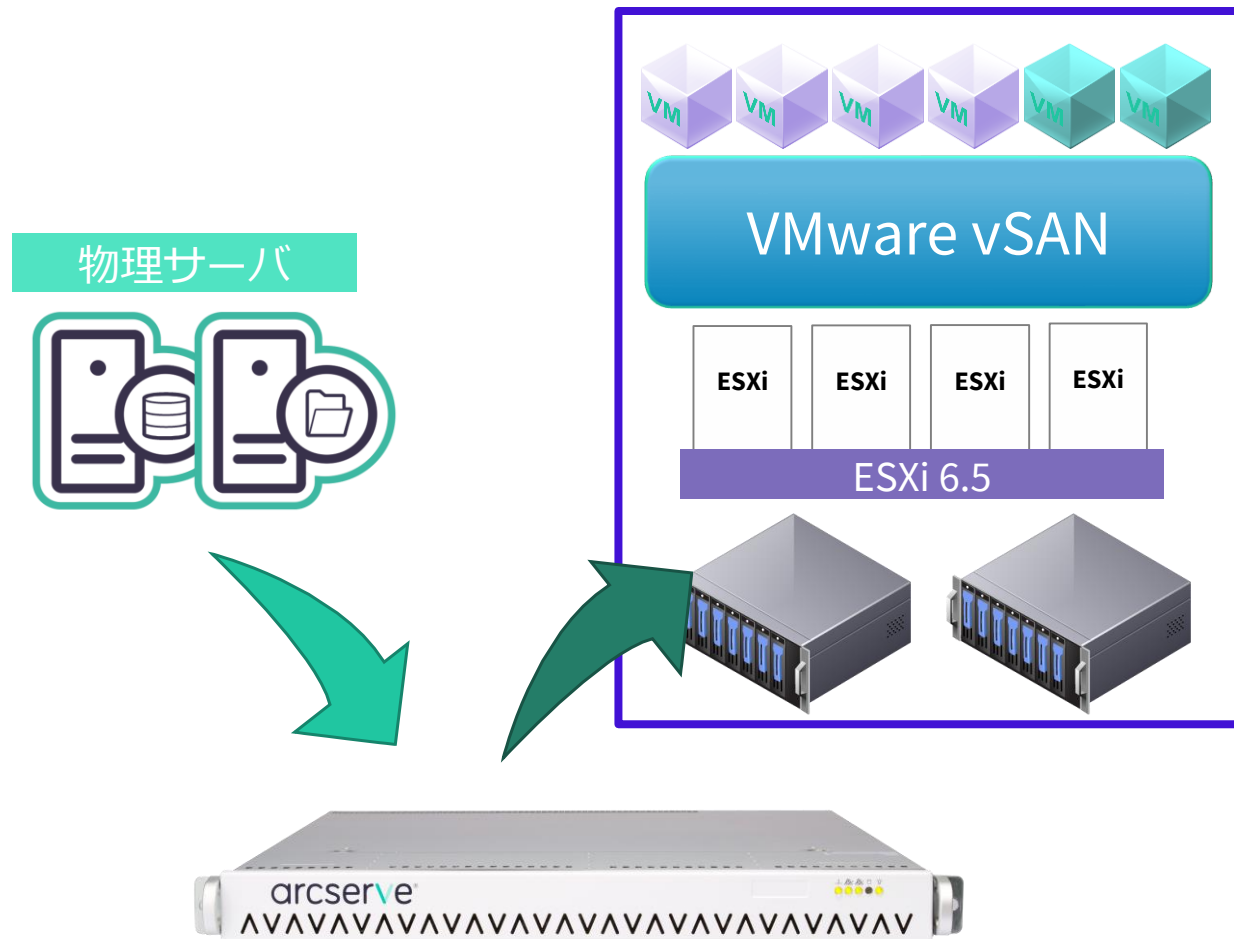 VM VM VM VM VM VM
VMware vSAN
物理サーバ
ESXi ESXi ESXi ESXi
ESXi 6.5
arcserve®